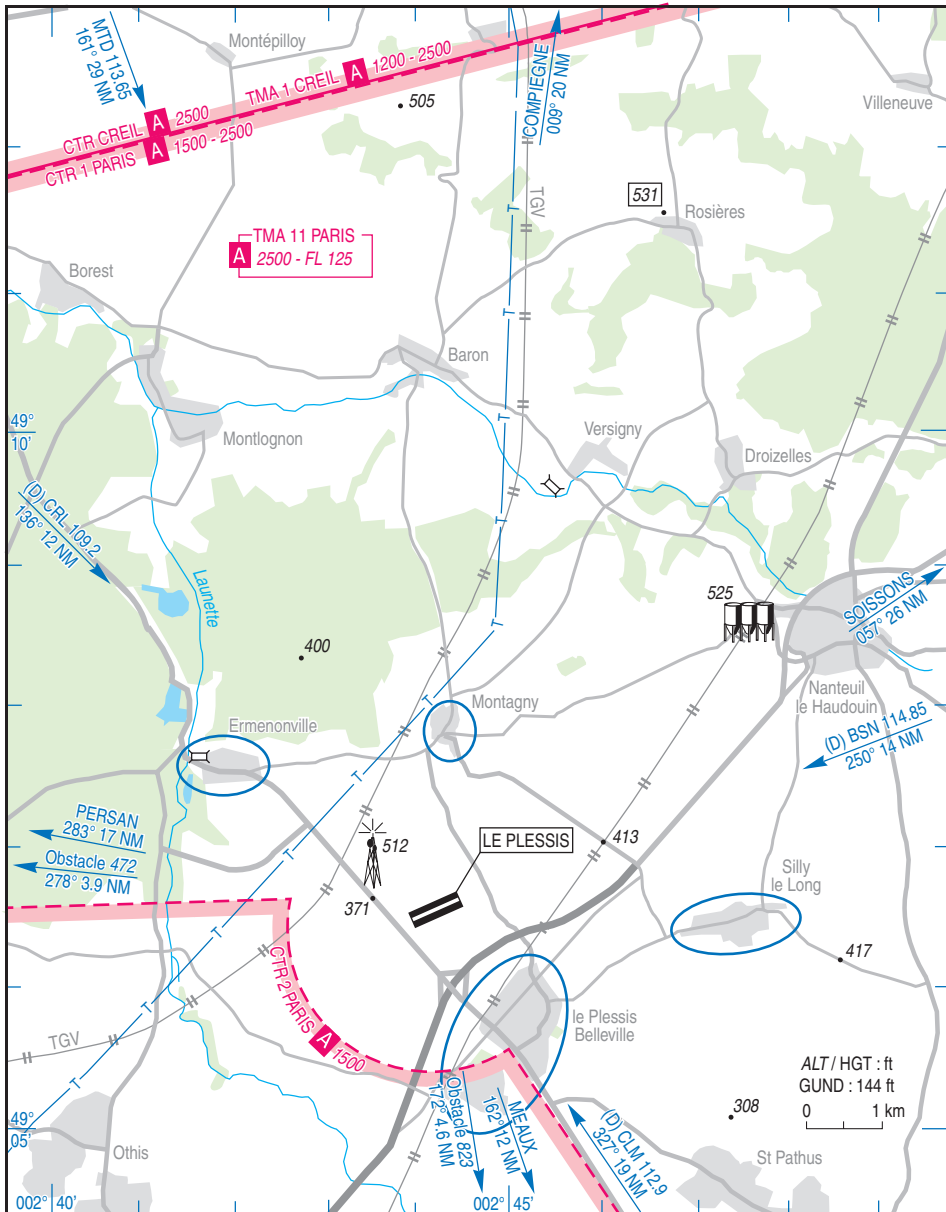 MTD 113.65
161° 29 NM
Montépilloy
TMA 1 CREIL A 1200 - 2500
CTR CREIL A 2500
CTR 1 PARIS A 1500 - 2500
505
COMPIEGNE
009° 20 NM
Villeneuve
TGV
T
531
Rosières
TMA 11 PARIS
A 2500 - FL 125
Borest
Baron
T
49°
10'
Montlognon
Versigny
Droizelles
(D) CRL 109.2
136° 12 NM
T
Launette
525
SOISSONS
057° 26 NM
400
T
Montagny
Nanteuil
le Haudouin
Ermenonville
T
(D) BSN 114.85
250° 14 NM
T
PERSAN
283° 17 NM
Obstacle 472
278° 3.9 NM
512
LE PLESSIS
413
T
Silly
le Long
371
417
T
CTR 2 PARIS A 1500
le Plessis
Belleville
TGV
T
ALT / HGT : ft
GUND : 144 ft
0 1 km
Obstacle 823
172° 4.6 NM
MEAUX
162° 12 NM
(D) CLM 112.9
327° 19 NM
308
49°
05'
Othis
St Pathus
002° 40'
002° 45'